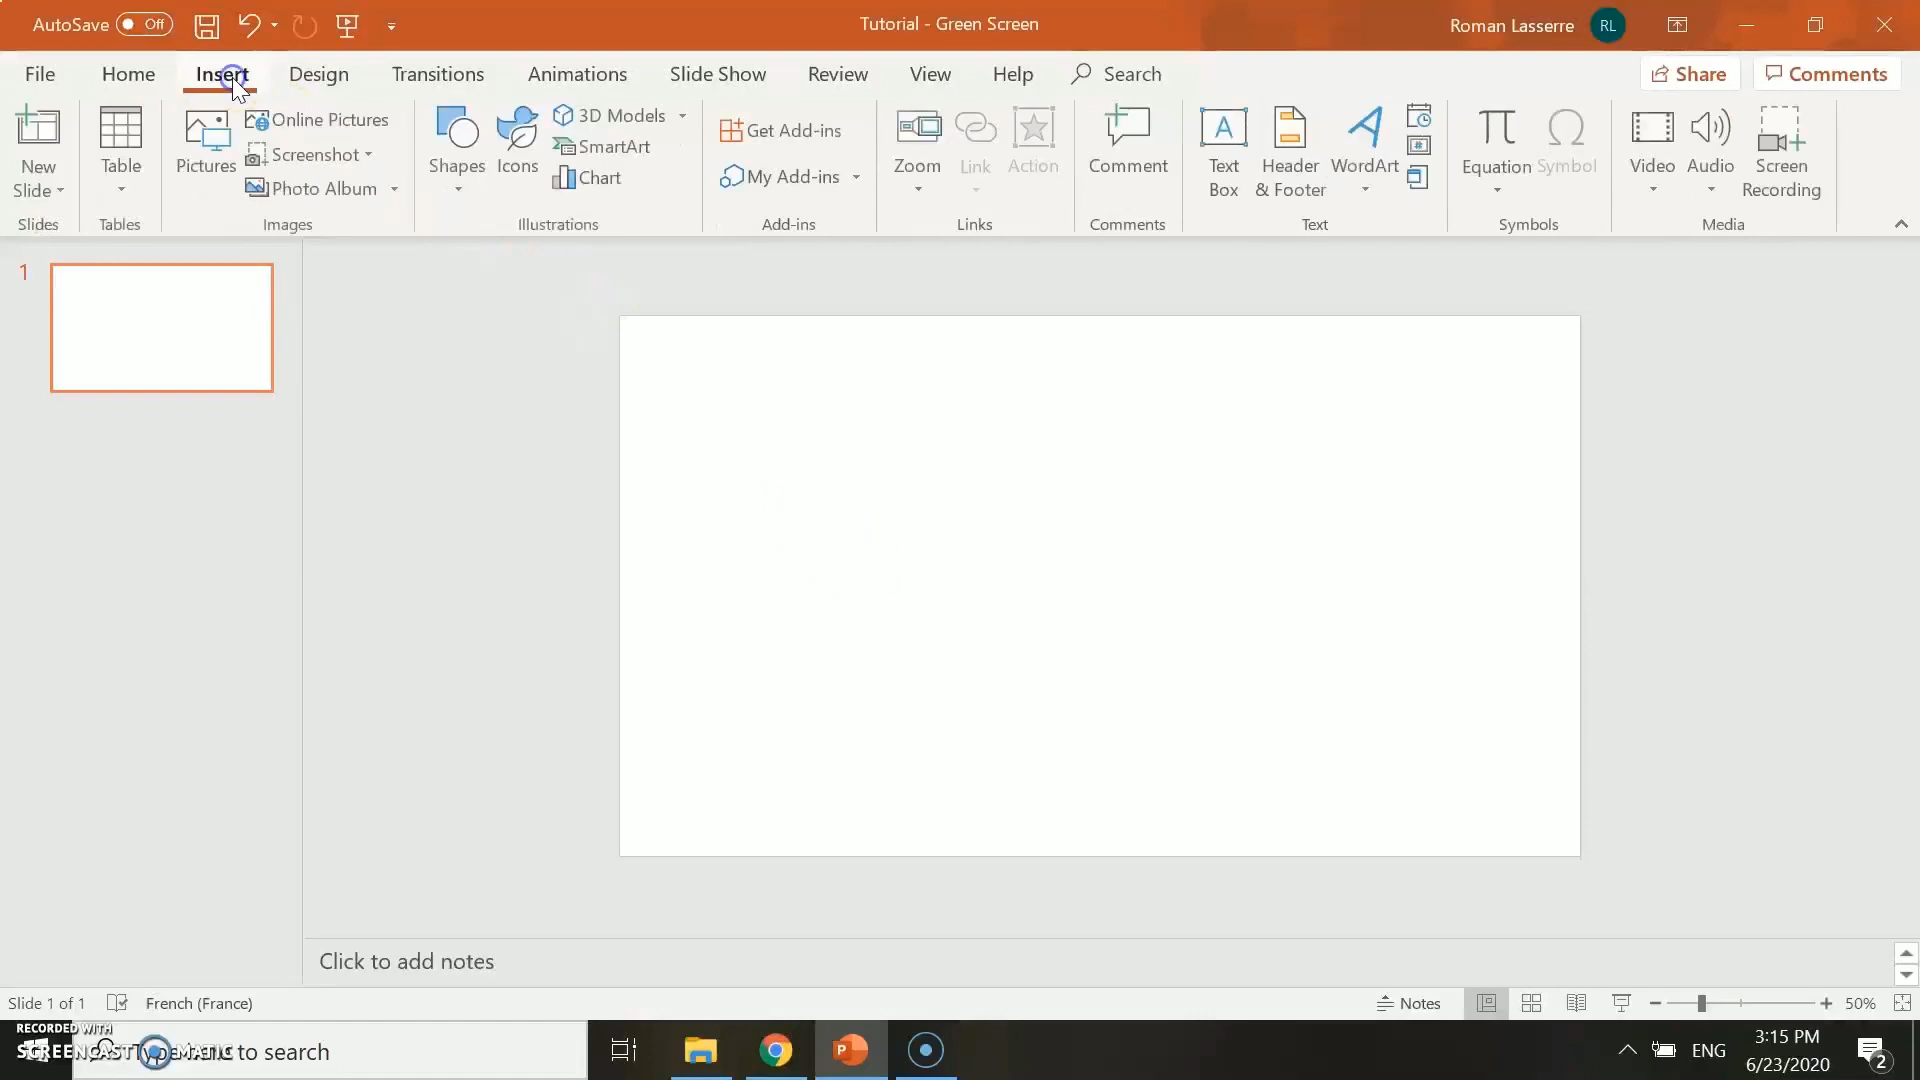 AutoSave Off
Tutorial - Green Screen
Roman Lasserre RL
File Home Insert Design Transitions Animations Slide Show Review View Help Search Share Comments
New Slide
Table
Pictures
Online Pictures
Screenshot
Photo Album
Shapes
Icons
3D Models
SmartArt
Chart
Get Add-ins
My Add-ins
Zoom
Link
Action
Comment
Text Box
Header & Footer
WordArt
Equation
Symbol
Video
Audio
Screen Recording
Slides Tables Images Illustrations Add-ins Links Comments Text Symbols Media
1
Click to add notes
Slide 1 of 1 French (France) Notes 50%
RECORDED WITH
SCREENCAST MATIC
Type here to search
ENG
3:15 PM
6/23/2020
2